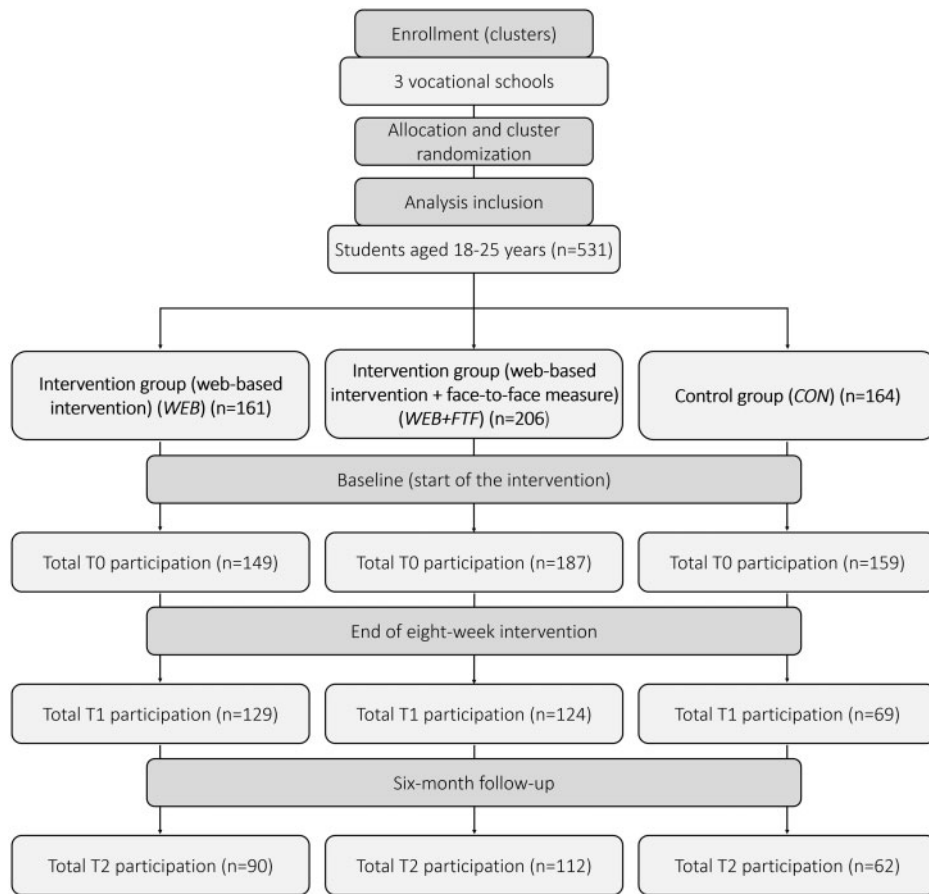 Enrollment (clusters)
3 vocational schools
Allocation and cluster
randomization
Analysis inclusion
Students aged 18-25 years (n=531)
Intervention group (web-based
intervention) (WEB) (n=161)
Intervention group (web-based
intervention + face-to-face measure)
(WEB+FTF) (n=206)
Control group (CON) (n=164)
Baseline (start of the intervention)
Total T0 participation (n=149)
Total T0 participation (n=187)
Total T0 participation (n=159)
End of eight-week intervention
Total T1 participation (n=129)
Total T1 participation (n=124)
Total T1 participation (n=69)
Six-month follow-up
Total T2 participation (n=90)
Total T2 participation (n=112)
Total T2 participation (n=62)